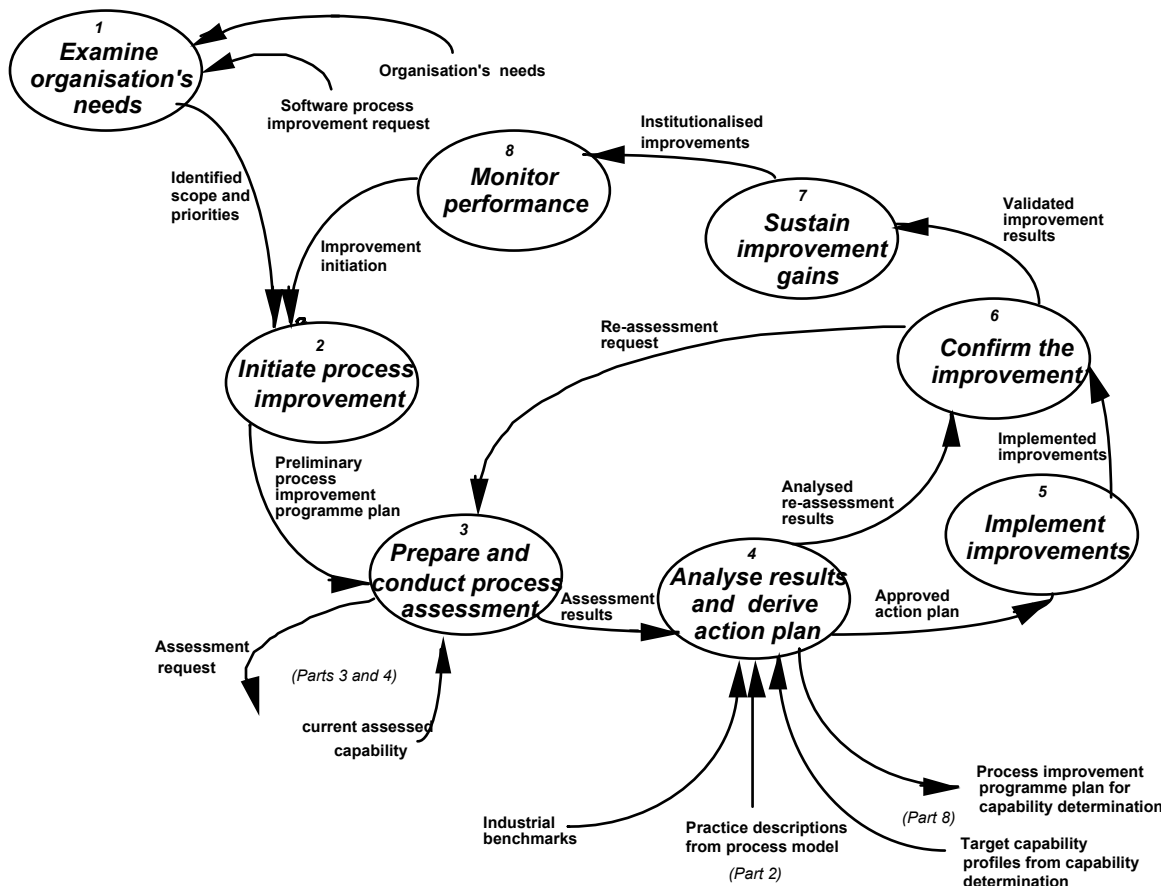 1
Examine
organisation's
needs
Organisation's needs
Software process
improvement request
Identified
scope and
priorities
8
Monitor
performance
Institutionalised
improvements
7
Sustain
improvement
gains
Validated
improvement
results
Improvement
initiation
2
Initiate process
improvement
Re-assessment
request
6
Confirm the
improvement
Preliminary
process
improvement
programme plan
Implemented
improvements
Analysed
re-assessment
results
5
Implement
improvements
3
Prepare and
conduct process
assessment
Assessment
results
4
Analyse results
and derive
action plan
Approved
action plan
Assessment
request
(Parts 3 and 4)
current assessed
capability
Industrial
benchmarks
Practice descriptions
from process model
(Part 2)
Process improvement
programme plan for
capability determination
(Part 8)
Target capability
profiles from capability
determination